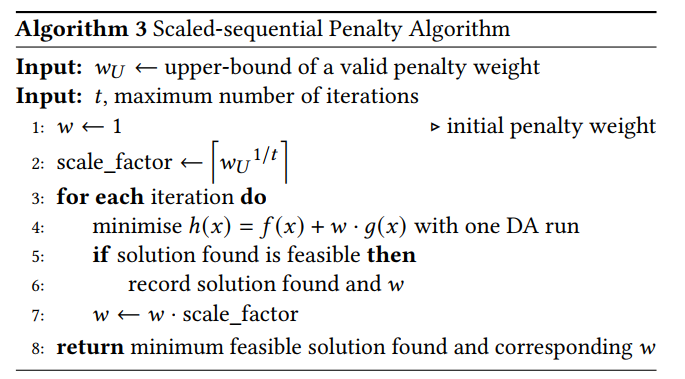 Algorithm 3 Scaled-sequential Penalty Algorithm
Input: w_U ← upper-bound of a valid penalty weight
Input: t, maximum number of iterations
1: w ← 1 ▷ initial penalty weight
2: scale_factor ← ⌈w_U^{1/t}⌉
3: for each iteration do
4: minimise h(x) = f(x) + w · g(x) with one DA run
5: if solution found is feasible then
6: record solution found and w
7: w ← w · scale_factor
8: return minimum feasible solution found and corresponding w